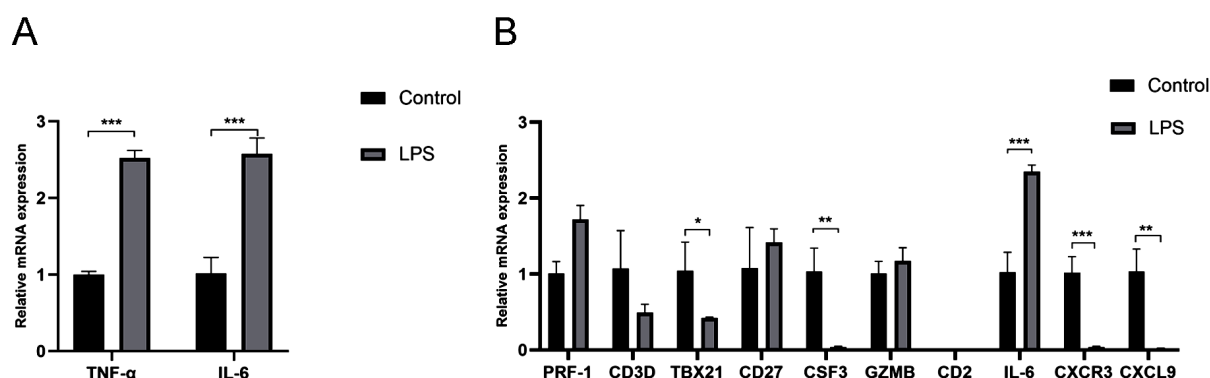 A
B
Control
LPS
Control
LPS
Relative mRNA expression
3
2
1
0
***
***
TNF-α
IL-6
Relative mRNA expression
3
2
1
0
*
**
***
***
**
PRF-1 CD3D TBX21 CD27 CSF3 GZMB CD2 IL-6 CXCR3 CXCL9